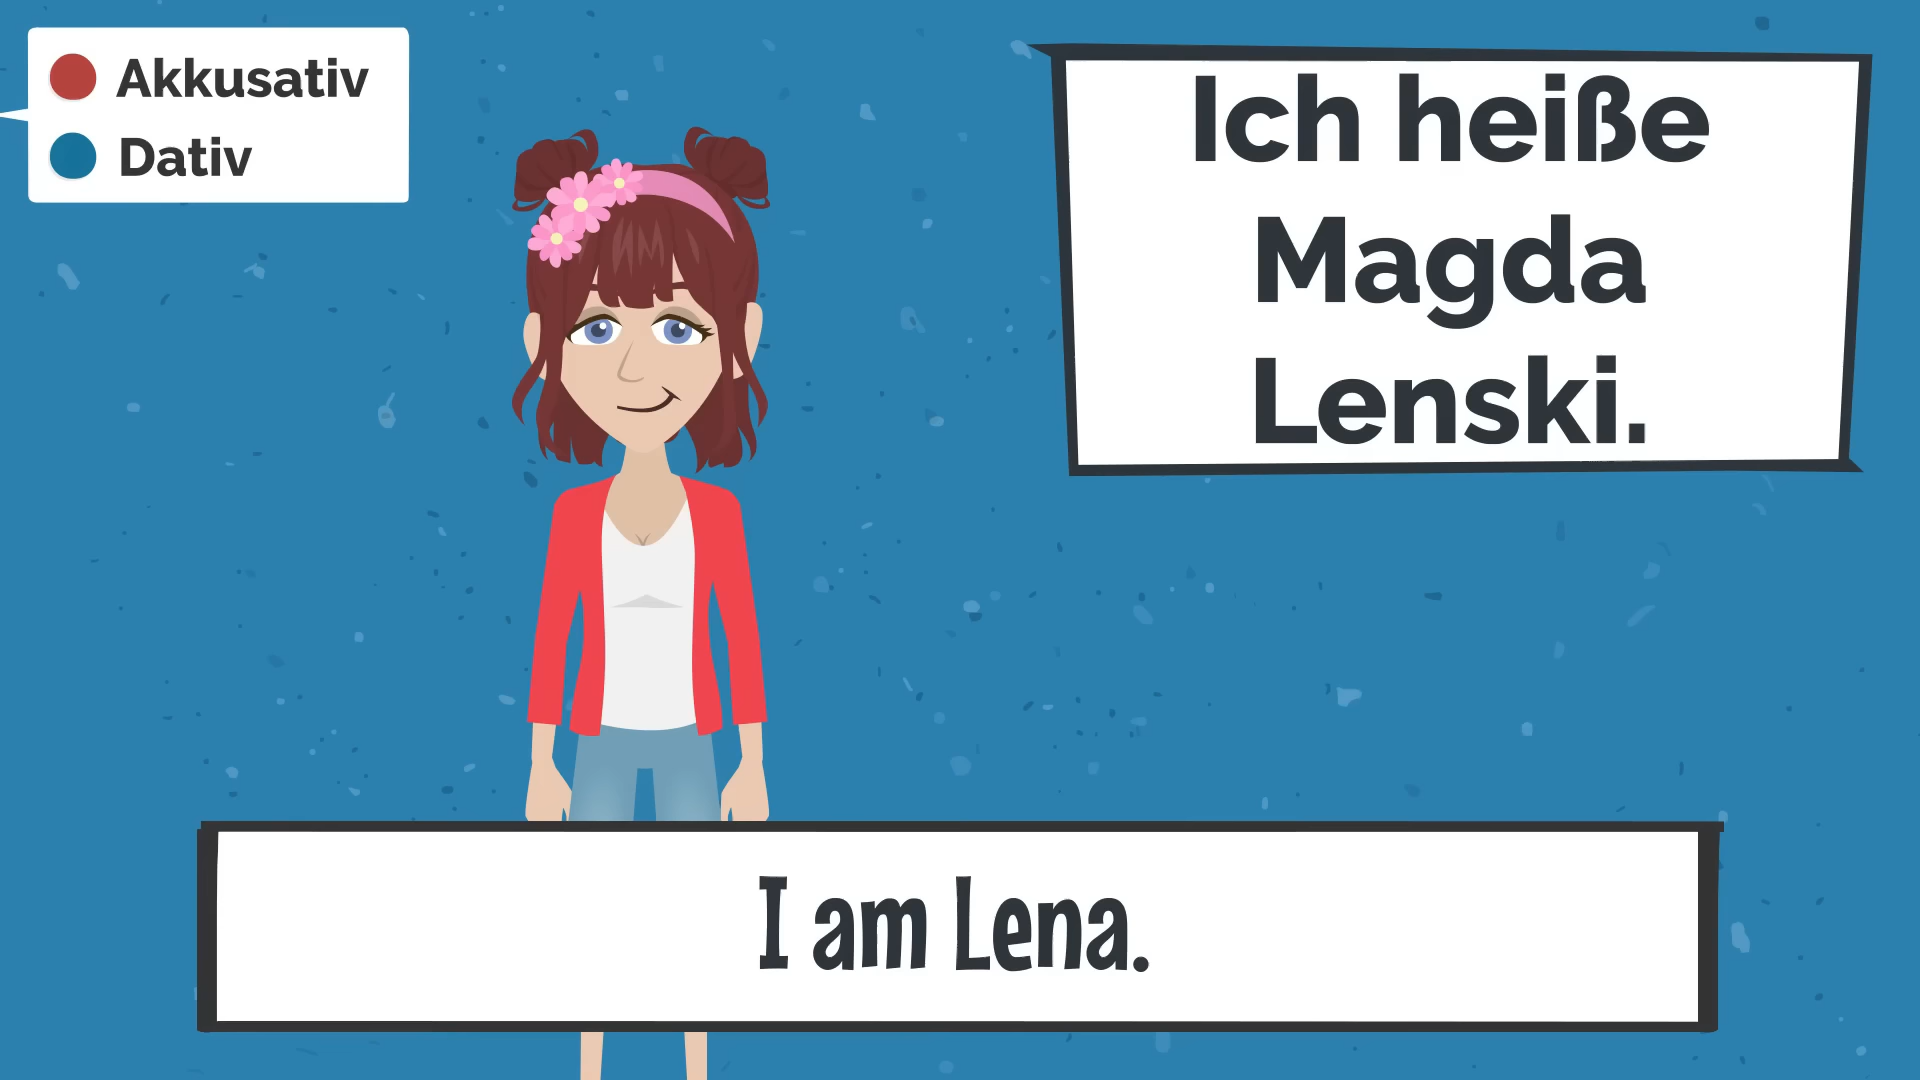 Akkusativ
Dativ
Ich heiße
Magda
Lenski.
I am Lena.